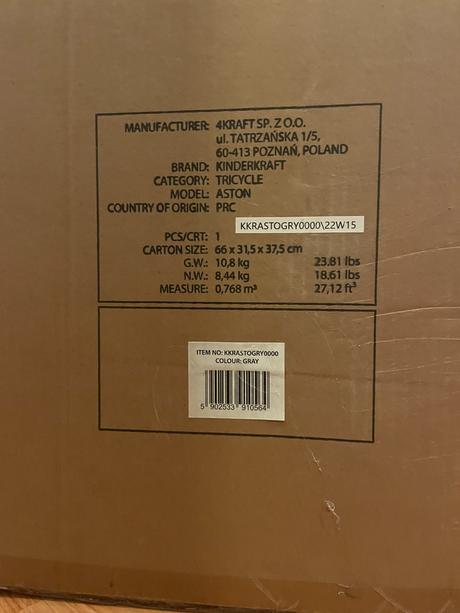 MANUFACTURER: 4KRAFT SP. Z O.O.
ul. TATRZAŃSKA 1/5,
60-413 POZNAŃ, POLAND
BRAND: KINDERKRAFT
CATEGORY: TRICYCLE
MODEL: ASTON
COUNTRY OF ORIGIN: PRC
KKRASTOGRY0000\22W15
PCS/CRT: 1
CARTON SIZE: 66 x 31,5 x 37,5 cm
G.W.: 10,8 kg 23.81 lbs
N.W.: 8,44 kg 18.61 lbs
MEASURE: 0,768 m³ 27,12 ft³
ITEM NO: KKRASTOGRY0000
COLOUR: GRAY
5 902533 910564